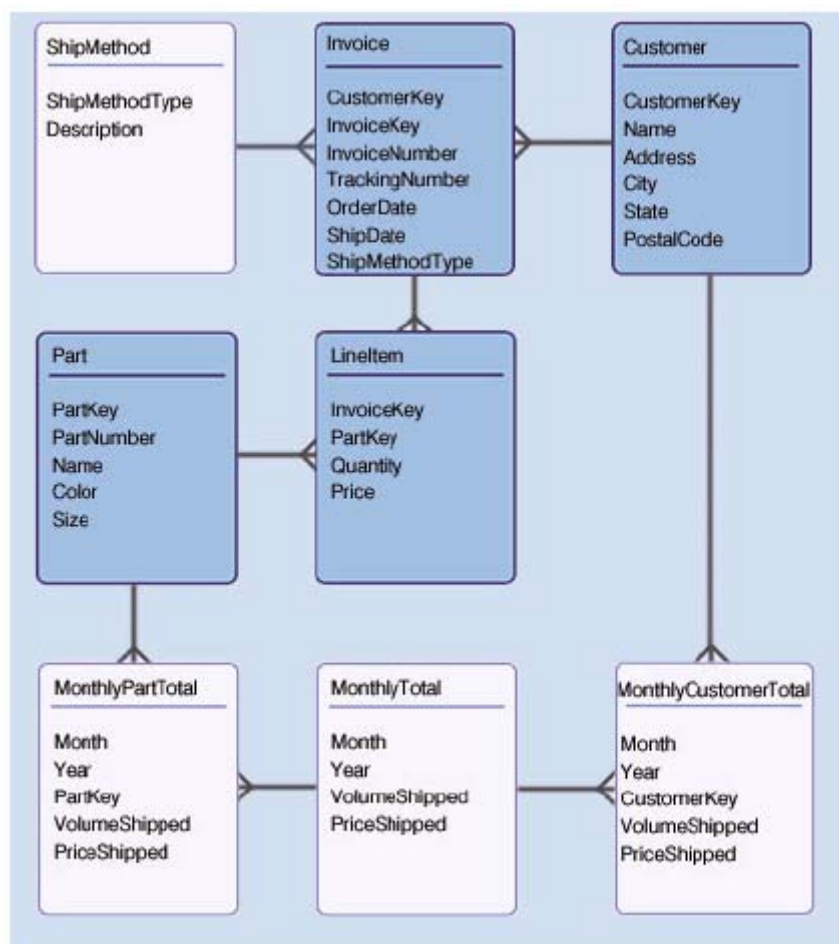 ShipMethod
ShipMethodType
Description
Invoice
CustomerKey
InvoiceKey
InvoiceNumber
TrackingNumber
OrderDate
ShipDate
ShipMethodType
Customer
CustomerKey
Name
Address
City
State
PostalCode
Part
PartKey
PartNumber
Name
Color
Size
LineItem
InvoiceKey
PartKey
Quantity
Price
MonthlyPartTotal
Month
Year
PartKey
VolumeShipped
PriceShipped
MonthlyTotal
Month
Year
VolumeShipped
PriceShipped
MonthlyCustomerTotal
Month
Year
CustomerKey
VolumeShipped
PriceShipped